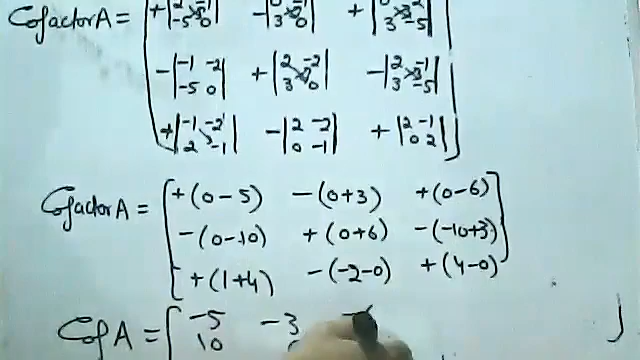 Cofactor A = [ +|2 -1; -5 0| -|0 -1; 3 0| +|0 2; 3 -5|
-|-1 -2; -5 0| +|2 -2; 3 0| -|2 -1; 3 -5|
+|-1 -2; 2 -1| -|2 -2; 0 -1| +|2 -1; 0 2| ]
Cofactor A = [ +(0-5) -(0+3) +(0-6)
-(0-10) +(0+6) -(-10+3)
+(1+4) -(-2-0) +(4-0) ]
Cof A = [ -5 -3
10